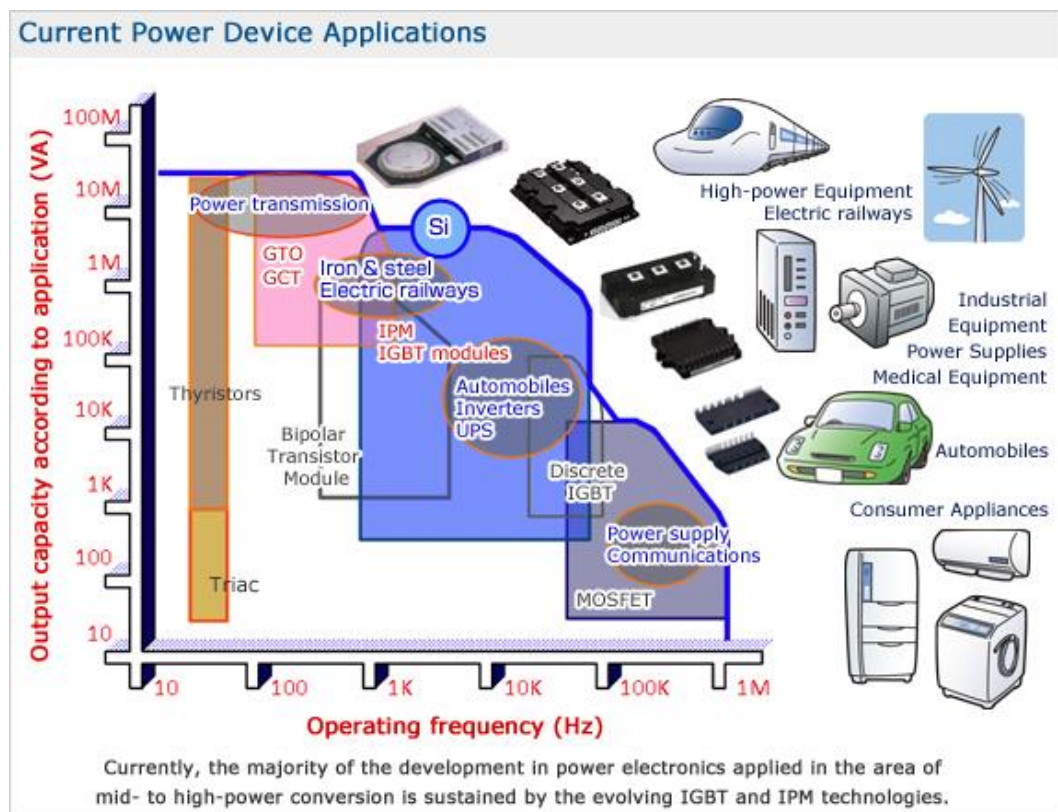 Current Power Device Applications
Output capacity according to application (VA)
100M
10M
1M
100K
10K
1K
100
10
Power transmission
Si
GTO
GCT
Iron & steel
Electric railways
IPM
IGBT modules
Thyristors
Automobiles
Inverters
UPS
Bipolar
Transistor
Module
Discrete
IGBT
Power supply
Communications
Triac
MOSFET
High-power Equipment
Electric railways
Industrial
Equipment
Power Supplies
Medical Equipment
Automobiles
Consumer Appliances
10
100
1K
10K
100K
1M
Operating frequency (Hz)
Currently, the majority of the development in power electronics applied in the area of
mid- to high-power conversion is sustained by the evolving IGBT and IPM technologies.